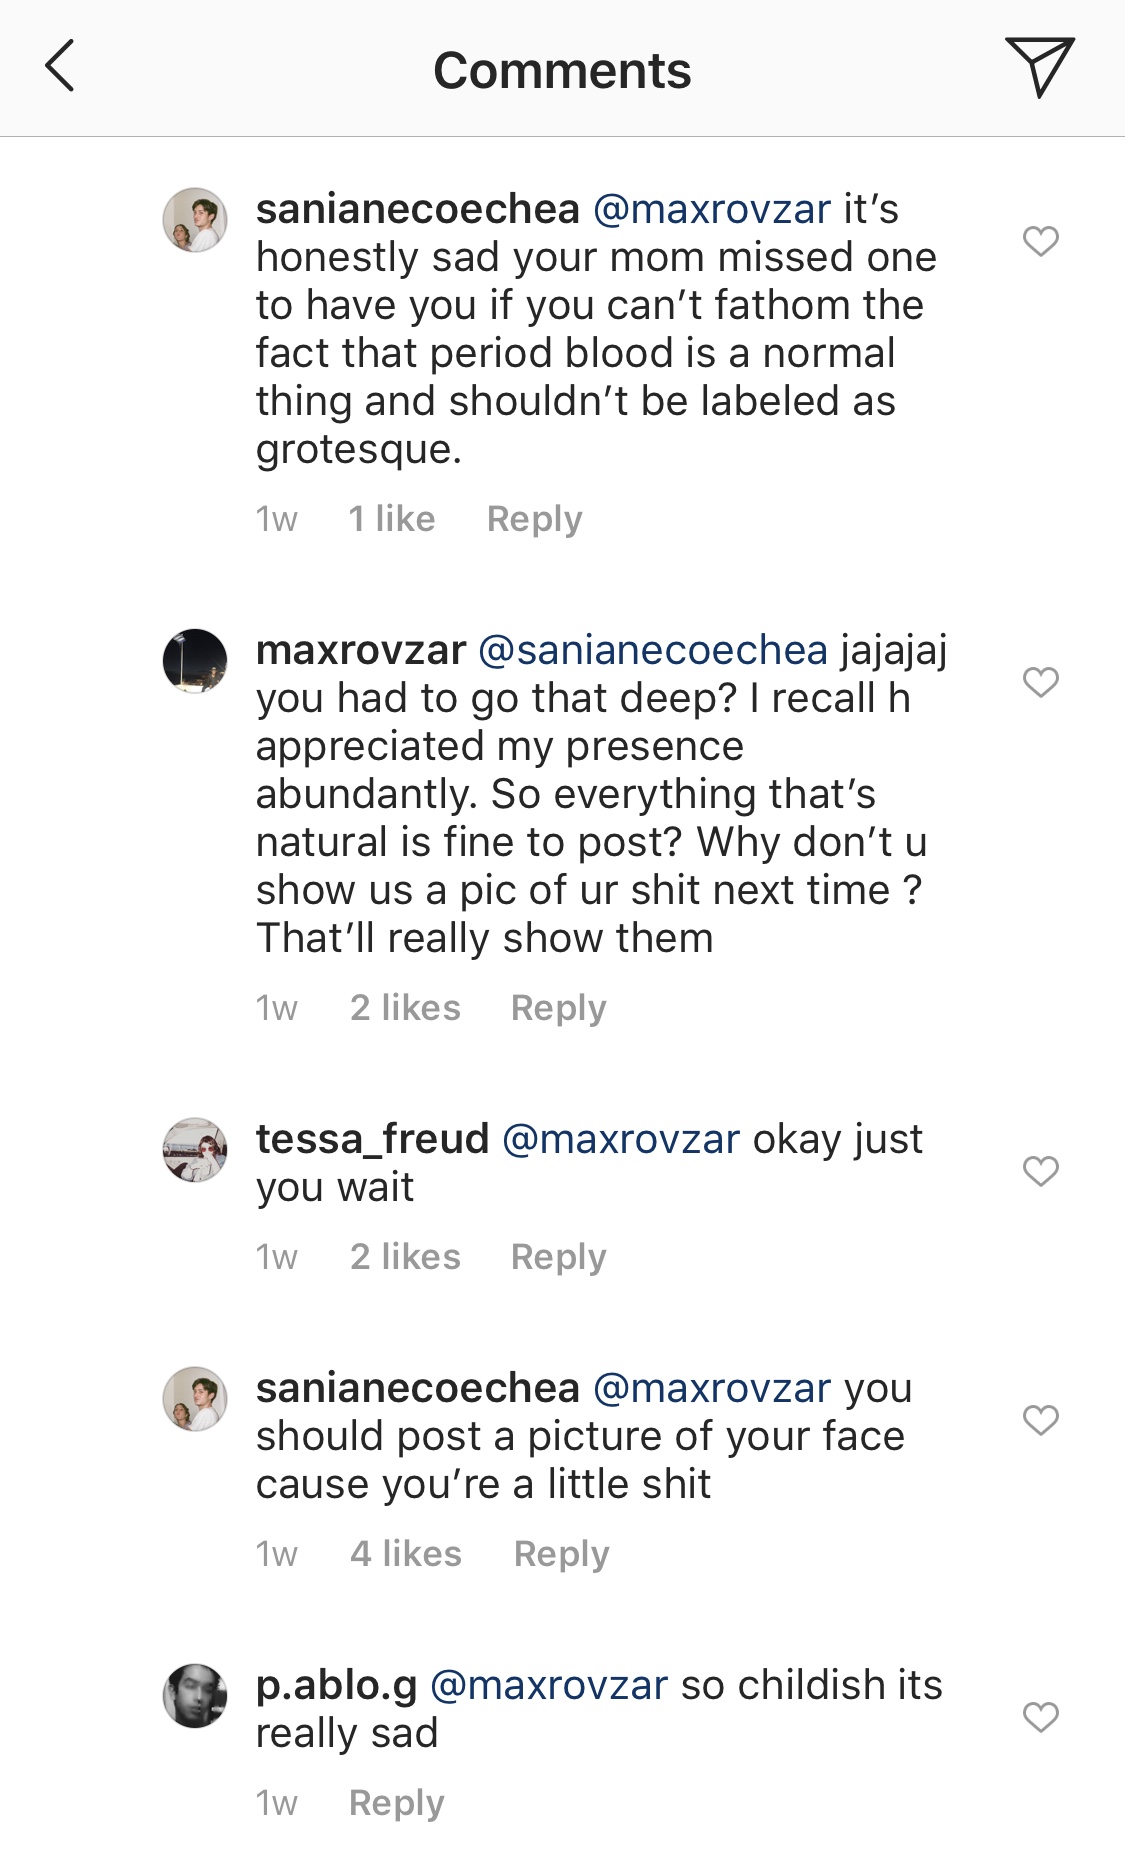 Comments
sanianecoechea @maxrovzar it’s
honestly sad your mom missed one
to have you if you can’t fathom the
fact that period blood is a normal
thing and shouldn’t be labeled as
grotesque.
1w 1 like Reply
maxrovzar @sanianecoechea jajajaj
you had to go that deep? I recall h
appreciated my presence
abundantly. So everything that’s
natural is fine to post? Why don’t u
show us a pic of ur shit next time ?
That’ll really show them
1w 2 likes Reply
tessa_freud @maxrovzar okay just
you wait
1w 2 likes Reply
sanianecoechea @maxrovzar you
should post a picture of your face
cause you’re a little shit
1w 4 likes Reply
p.ablo.g @maxrovzar so childish its
really sad
1w Reply